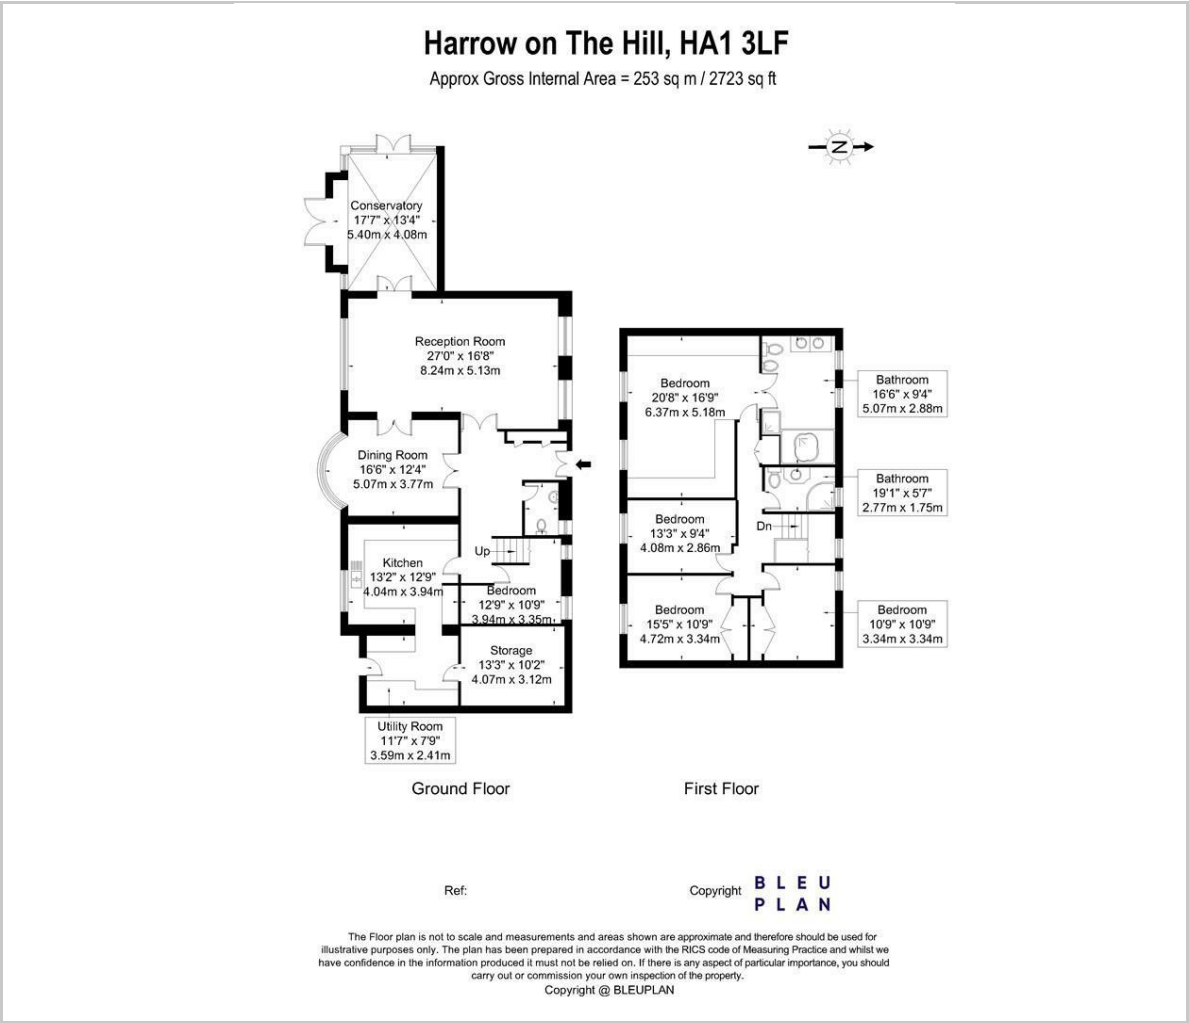 Harrow on The Hill, HA1 3LF
Approx Gross Internal Area = 253 sq m / 2723 sq ft
N
Conservatory
17'7" x 13'4"
5.40m x 4.08m
Reception Room
27'0" x 16'8"
8.24m x 5.13m
Dining Room
16'6" x 12'4"
5.07m x 3.77m
Up
Kitchen
13'2" x 12'9"
4.04m x 3.94m
Bedroom
12'9" x 10'9"
3.94m x 3.35m
Storage
13'3" x 10'2"
4.07m x 3.12m
Utility Room
11'7" x 7'9"
3.59m x 2.41m
Ground Floor
Bedroom
20'8" x 16'9"
6.37m x 5.18m
Bathroom
16'6" x 9'4"
5.07m x 2.88m
Bathroom
19'1" x 5'7"
2.77m x 1.75m
Bedroom
13'3" x 9'4"
4.08m x 2.86m
Dn
Bedroom
15'5" x 10'9"
4.72m x 3.34m
Bedroom
10'9" x 10'9"
3.34m x 3.34m
First Floor
Ref:
Copyright
BLEU
PLAN
The Floor plan is not to scale and measurements and areas shown are approximate and therefore should be used for
illustrative purposes only. The plan has been prepared in accordance with the RICS code of Measuring Practice and whilst we
have confidence in the information produced it must not be relied on. If there is any aspect of particular importance, you should
carry out or commission your own inspection of the property.
Copyright @ BLEUPLAN